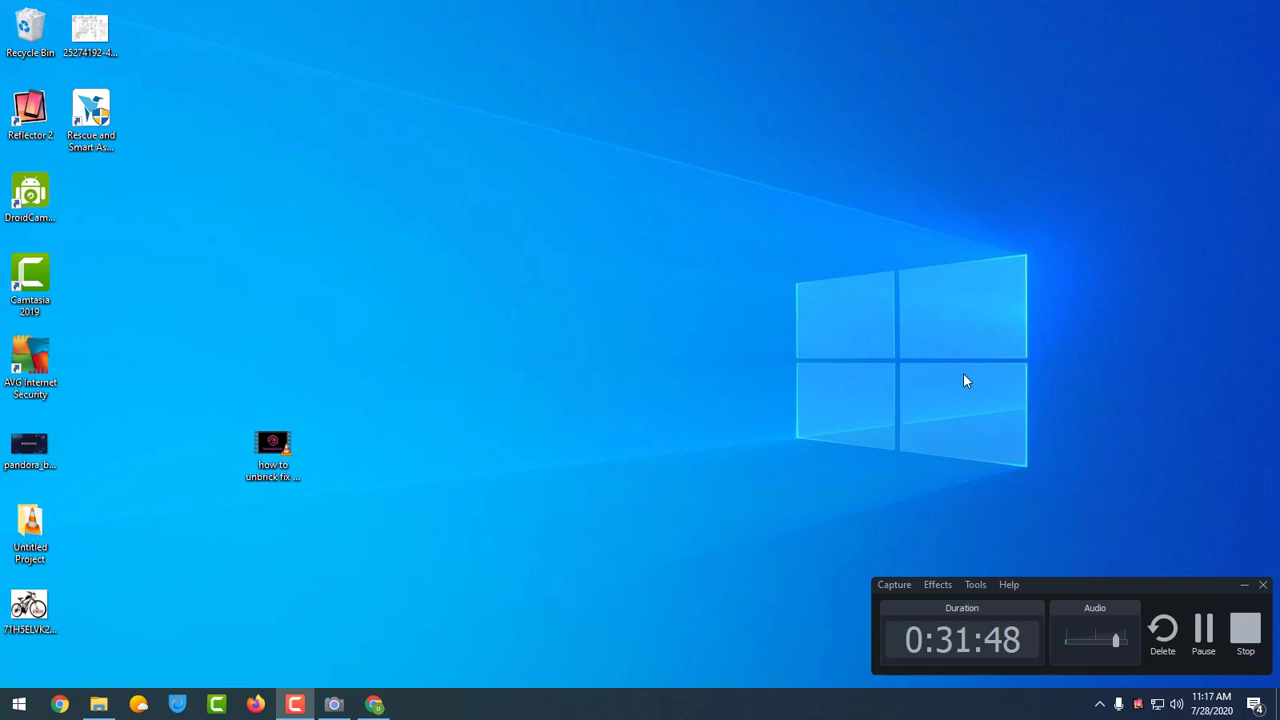 Recycle Bin
25274192-4...
Reflector 2
Rescue and
Smart As...
DroidCam...
Camtasia
2019
AVG Internet
Security
pandora_b...
how to
unbrick fix ...
Untitled
Project
71H5ELVK2...
Capture Effects Tools Help
Duration
Audio
0:31:48
Delete
Pause
Stop
11:17 AM
7/28/2020
4